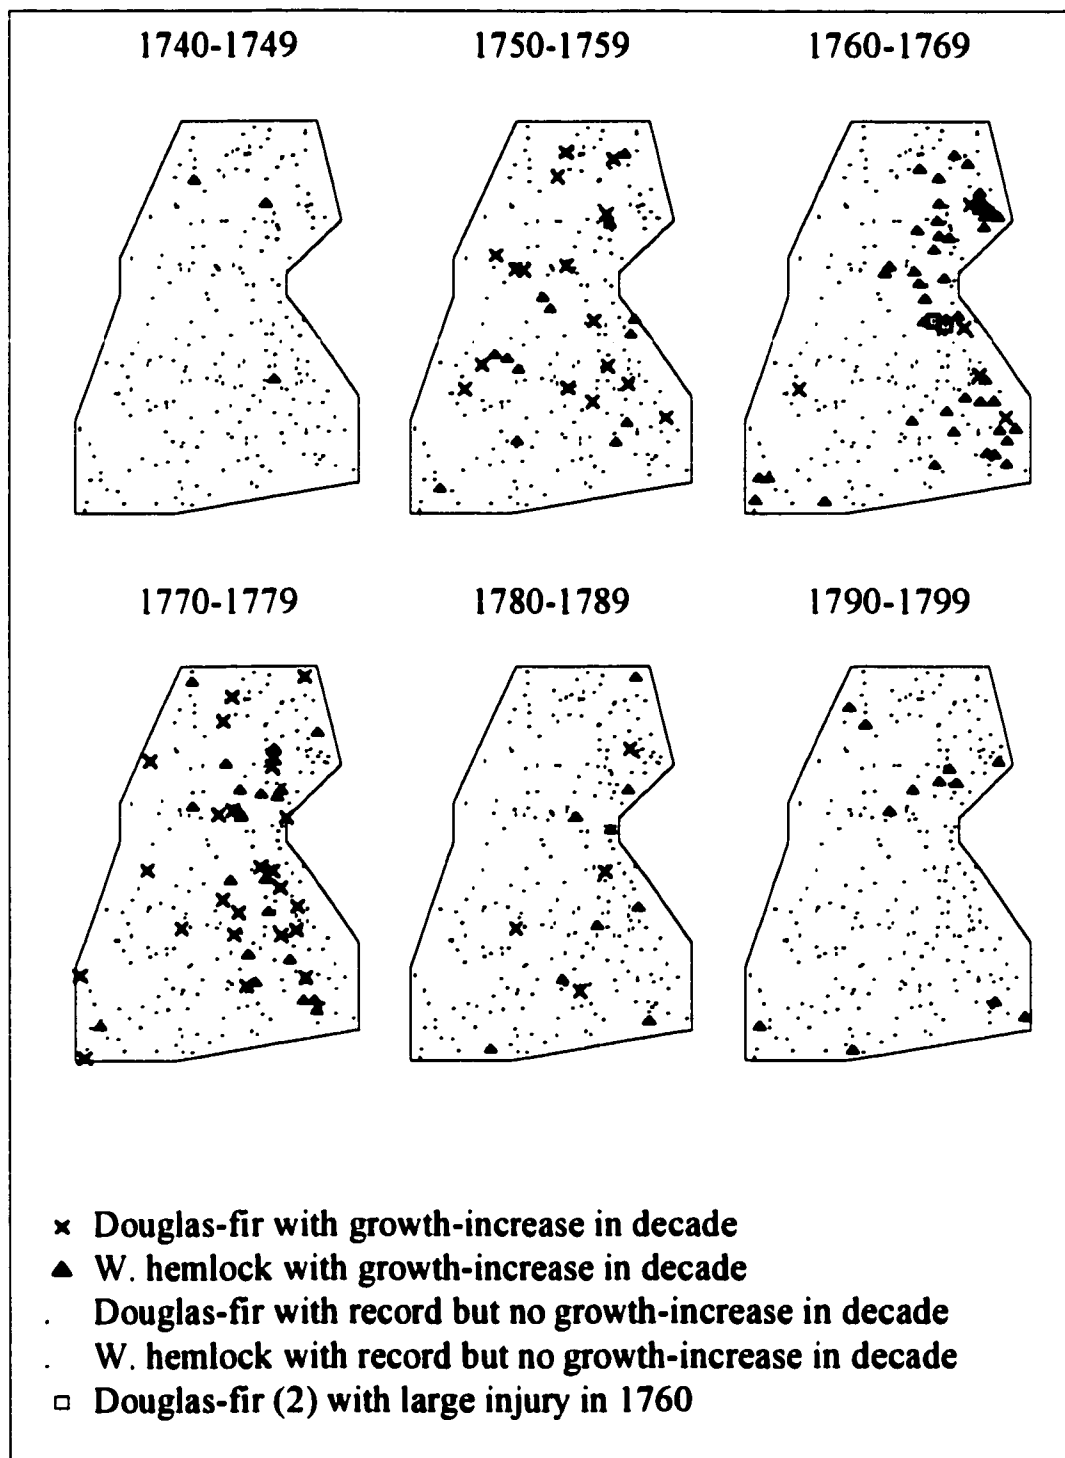 1740-1749
1750-1759
1760-1769
1770-1779
1780-1789
1790-1799
Douglas-fir with growth-increase in decade
W. hemlock with growth-increase in decade
Douglas-fir with record but no growth-increase in decade
W. hemlock with record but no growth-increase in decade
Douglas-fir (2) with large injury in 1760